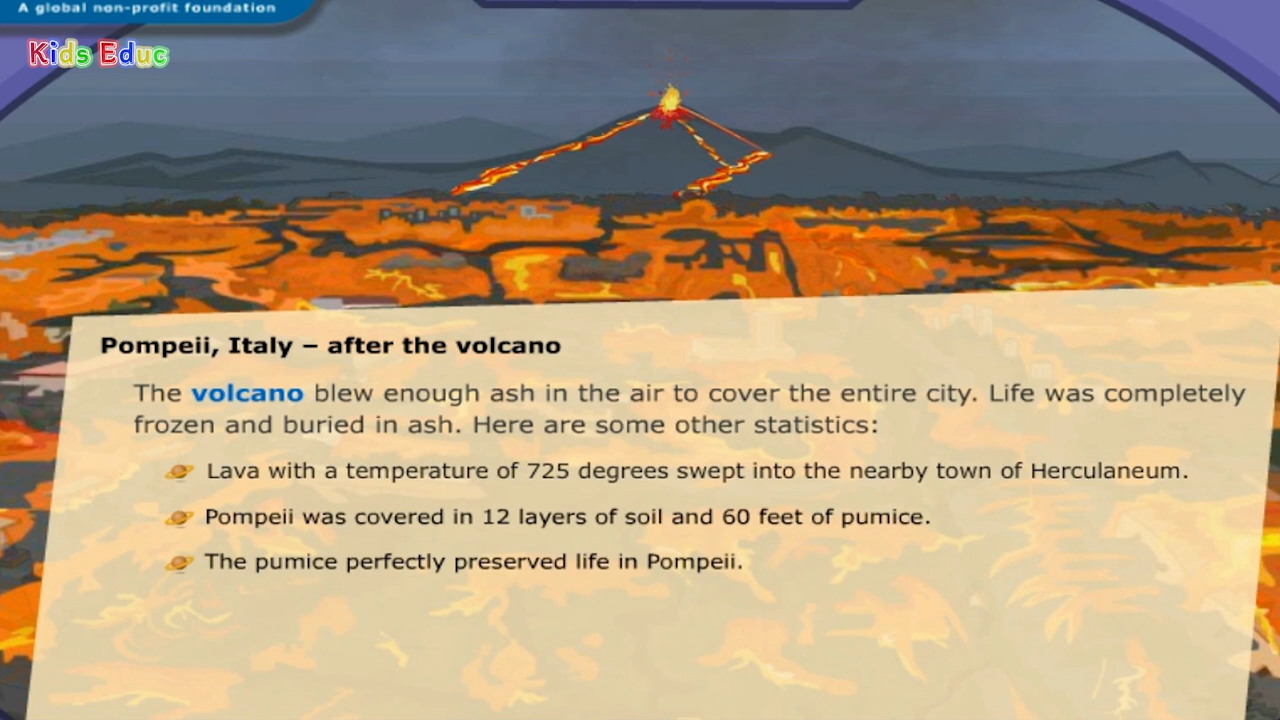 A global non-profit foundation
Kids Educ
Pompeii, Italy – after the volcano
The volcano blew enough ash in the air to cover the entire city. Life was completely
frozen and buried in ash. Here are some other statistics:
Lava with a temperature of 725 degrees swept into the nearby town of Herculaneum.
Pompeii was covered in 12 layers of soil and 60 feet of pumice.
The pumice perfectly preserved life in Pompeii.